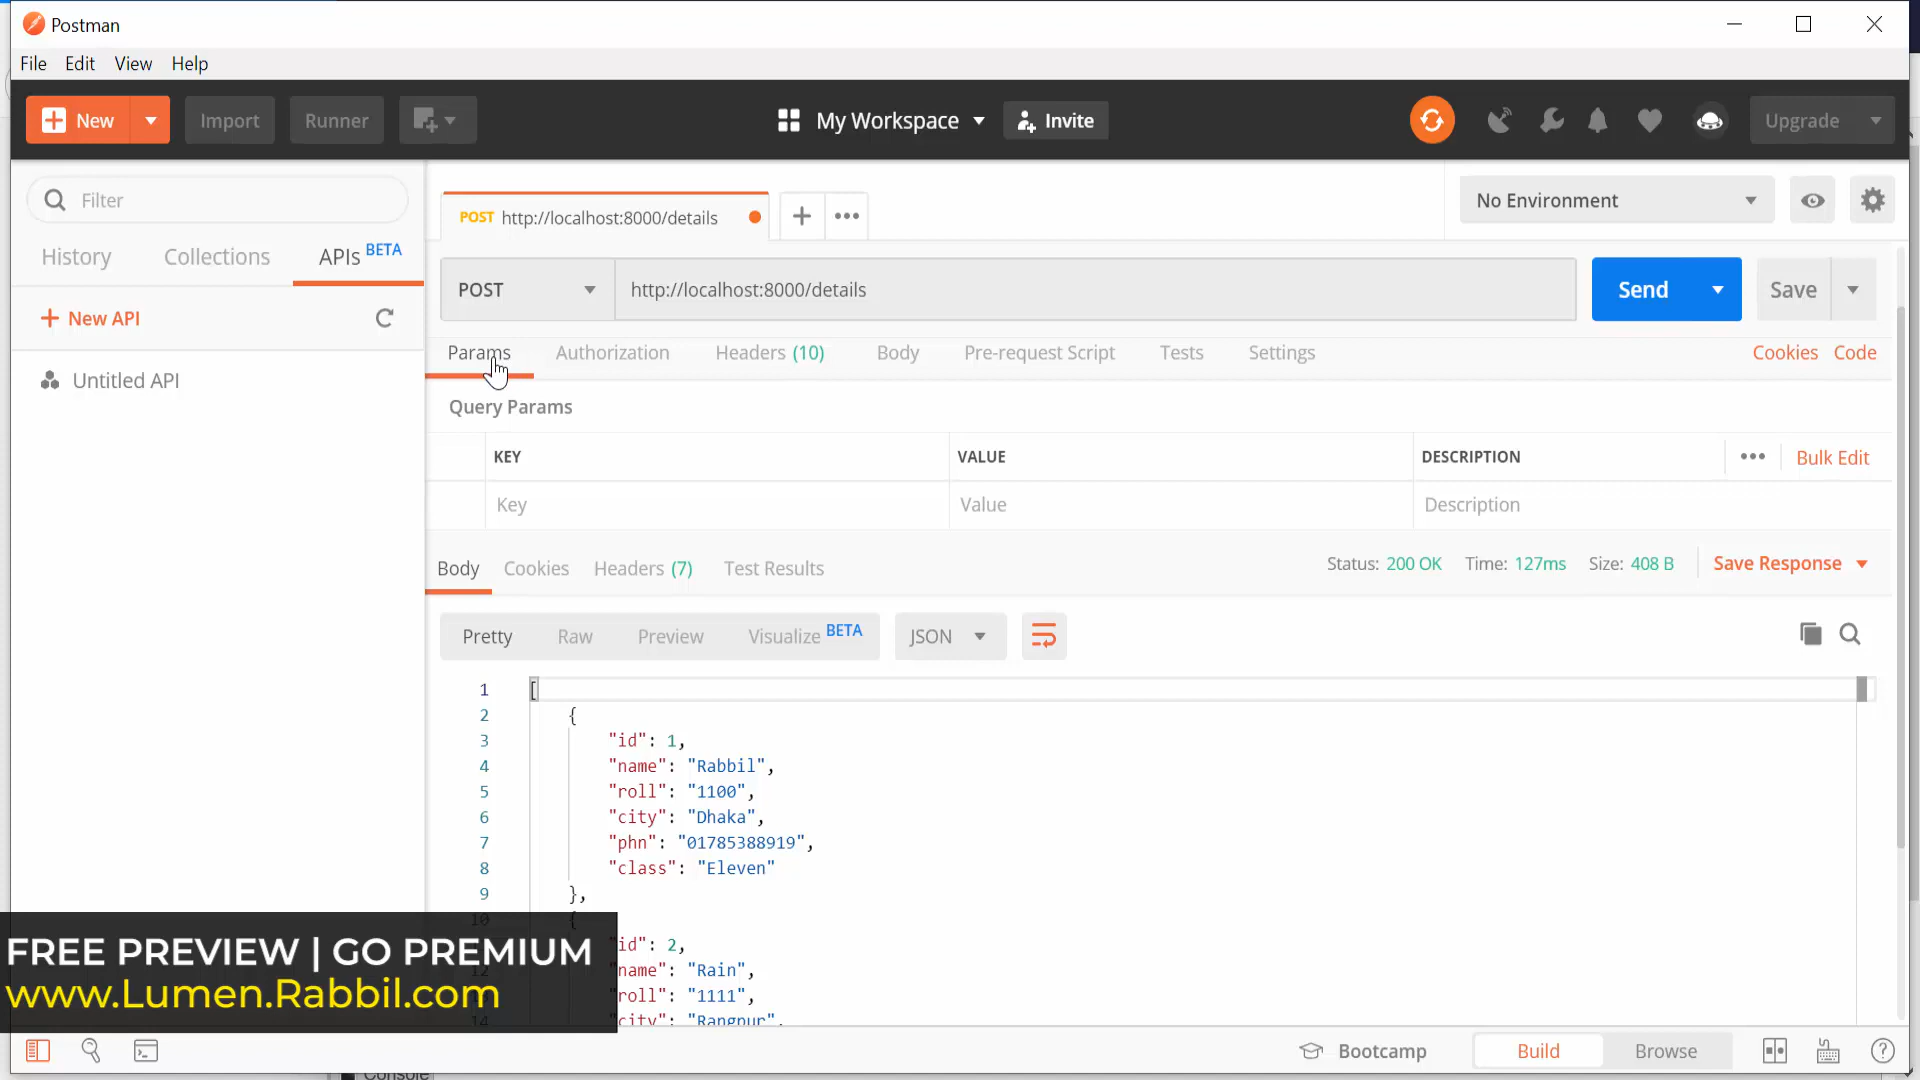 Postman
File Edit View Help
New Import Runner My Workspace Invite Upgrade
Filter
History Collections APIs BETA
New API
Untitled API
POST http://localhost:8000/details
No Environment
POST http://localhost:8000/details Send Save
Params Authorization Headers (10) Body Pre-request Script Tests Settings Cookies Code
Query Params
KEY VALUE DESCRIPTION Bulk Edit
Key Value Description
Body Cookies Headers (7) Test Results Status: 200 OK Time: 127ms Size: 408 B Save Response
Pretty Raw Preview Visualize BETA JSON
1 [
2 {
3 "id": 1,
4 "name": "Rabbil",
5 "roll": "1100",
6 "city": "Dhaka",
7 "phn": "01785388919",
8 "class": "Eleven"
9 },
10 {
id": 2,
12 name": "Rain",
roll": "1111",
14 city": "Rangpur",
FREE PREVIEW | GO PREMIUM
www.Lumen.Rabbil.com
Bootcamp Build Browse
Console